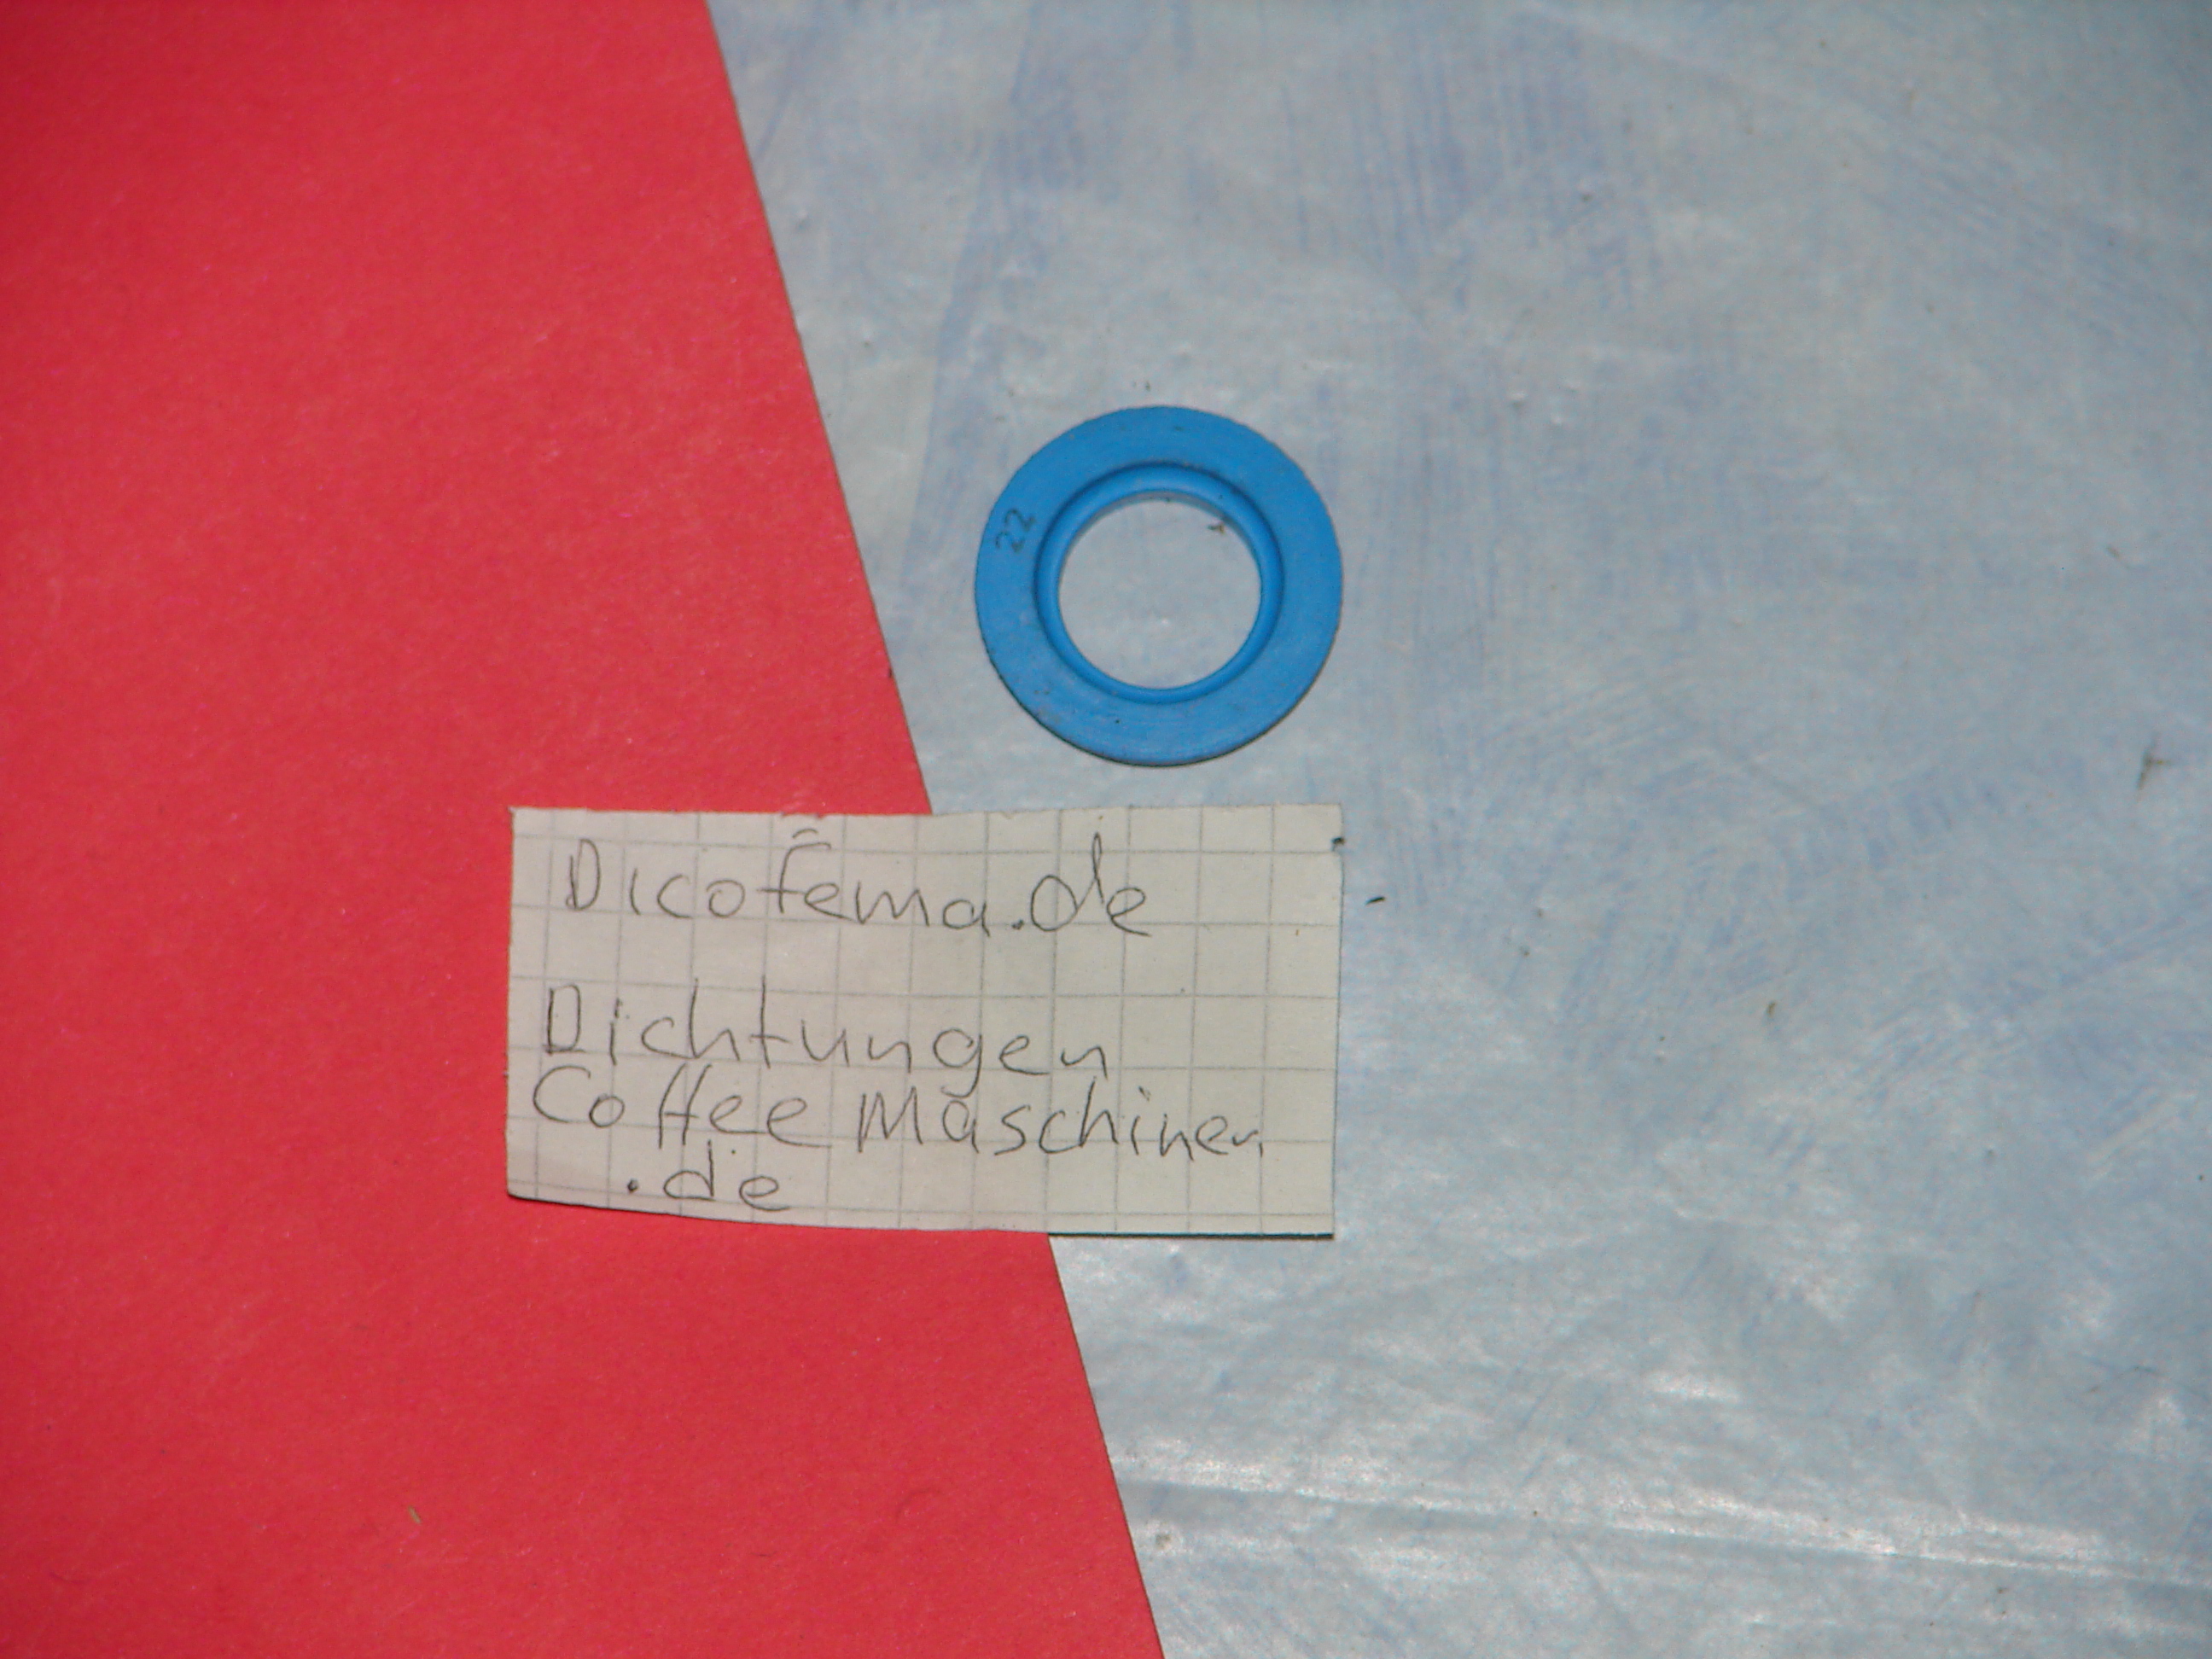 22
Dicofema.de
Dichtungen
Coffee Maschinen
.de